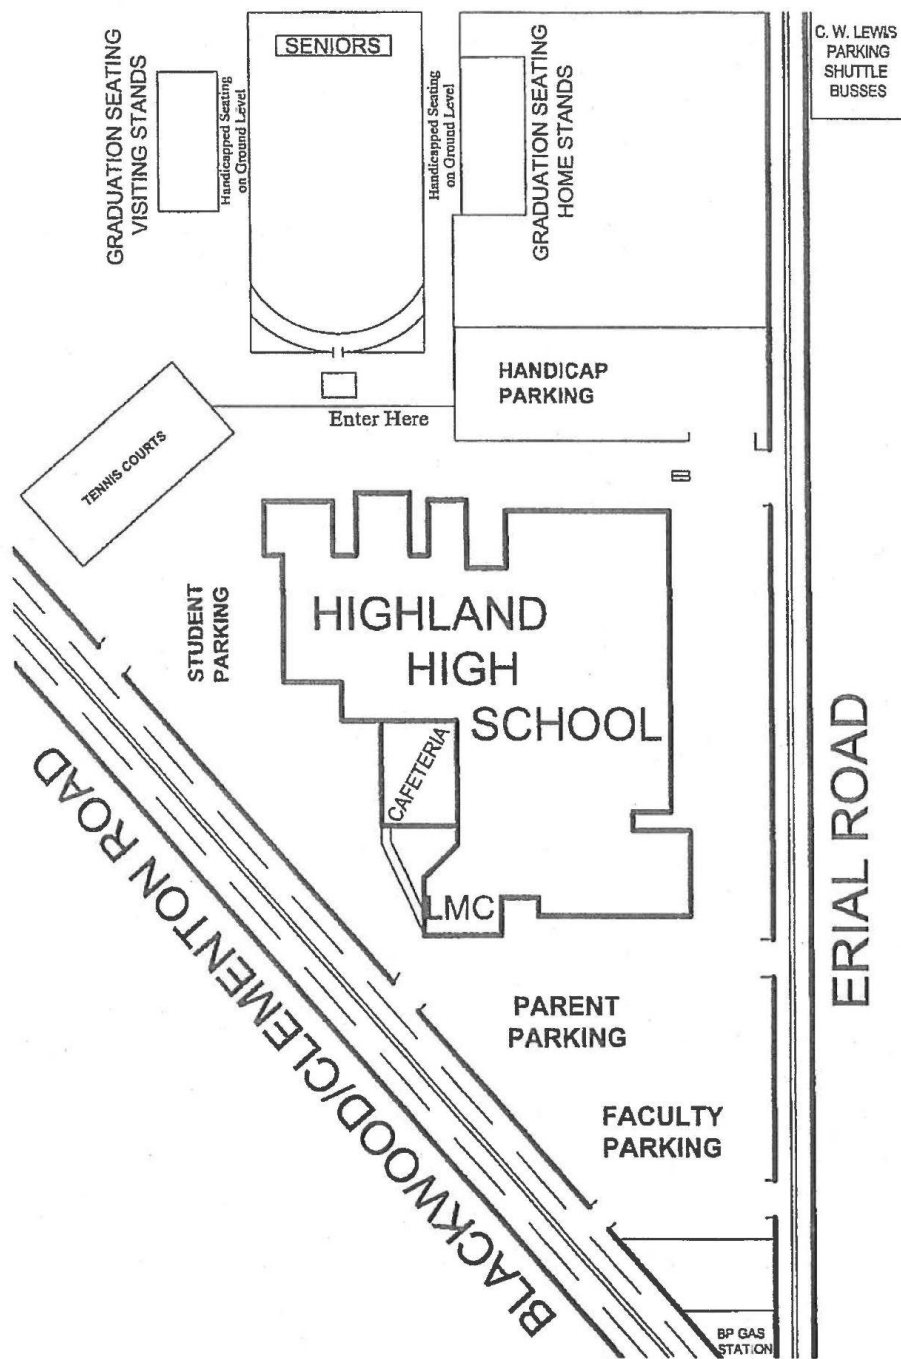 SENIORS
GRADUATION SEATING
VISITING STANDS
Handicapped Seating
on Ground Level
Handicapped Seating
on Ground Level
GRADUATION SEATING
HOME STANDS
C. W. LEWIS
PARKING
SHUTTLE
BUSSES
HANDICAP
PARKING
Enter Here
TENNIS COURTS
STUDENT
PARKING
HIGHLAND
HIGH
SCHOOL
CAFETERIA
LMC
BLACKWOOD/CLEMENTON ROAD
ERIAL ROAD
PARENT
PARKING
FACULTY
PARKING
BP GAS
STATION